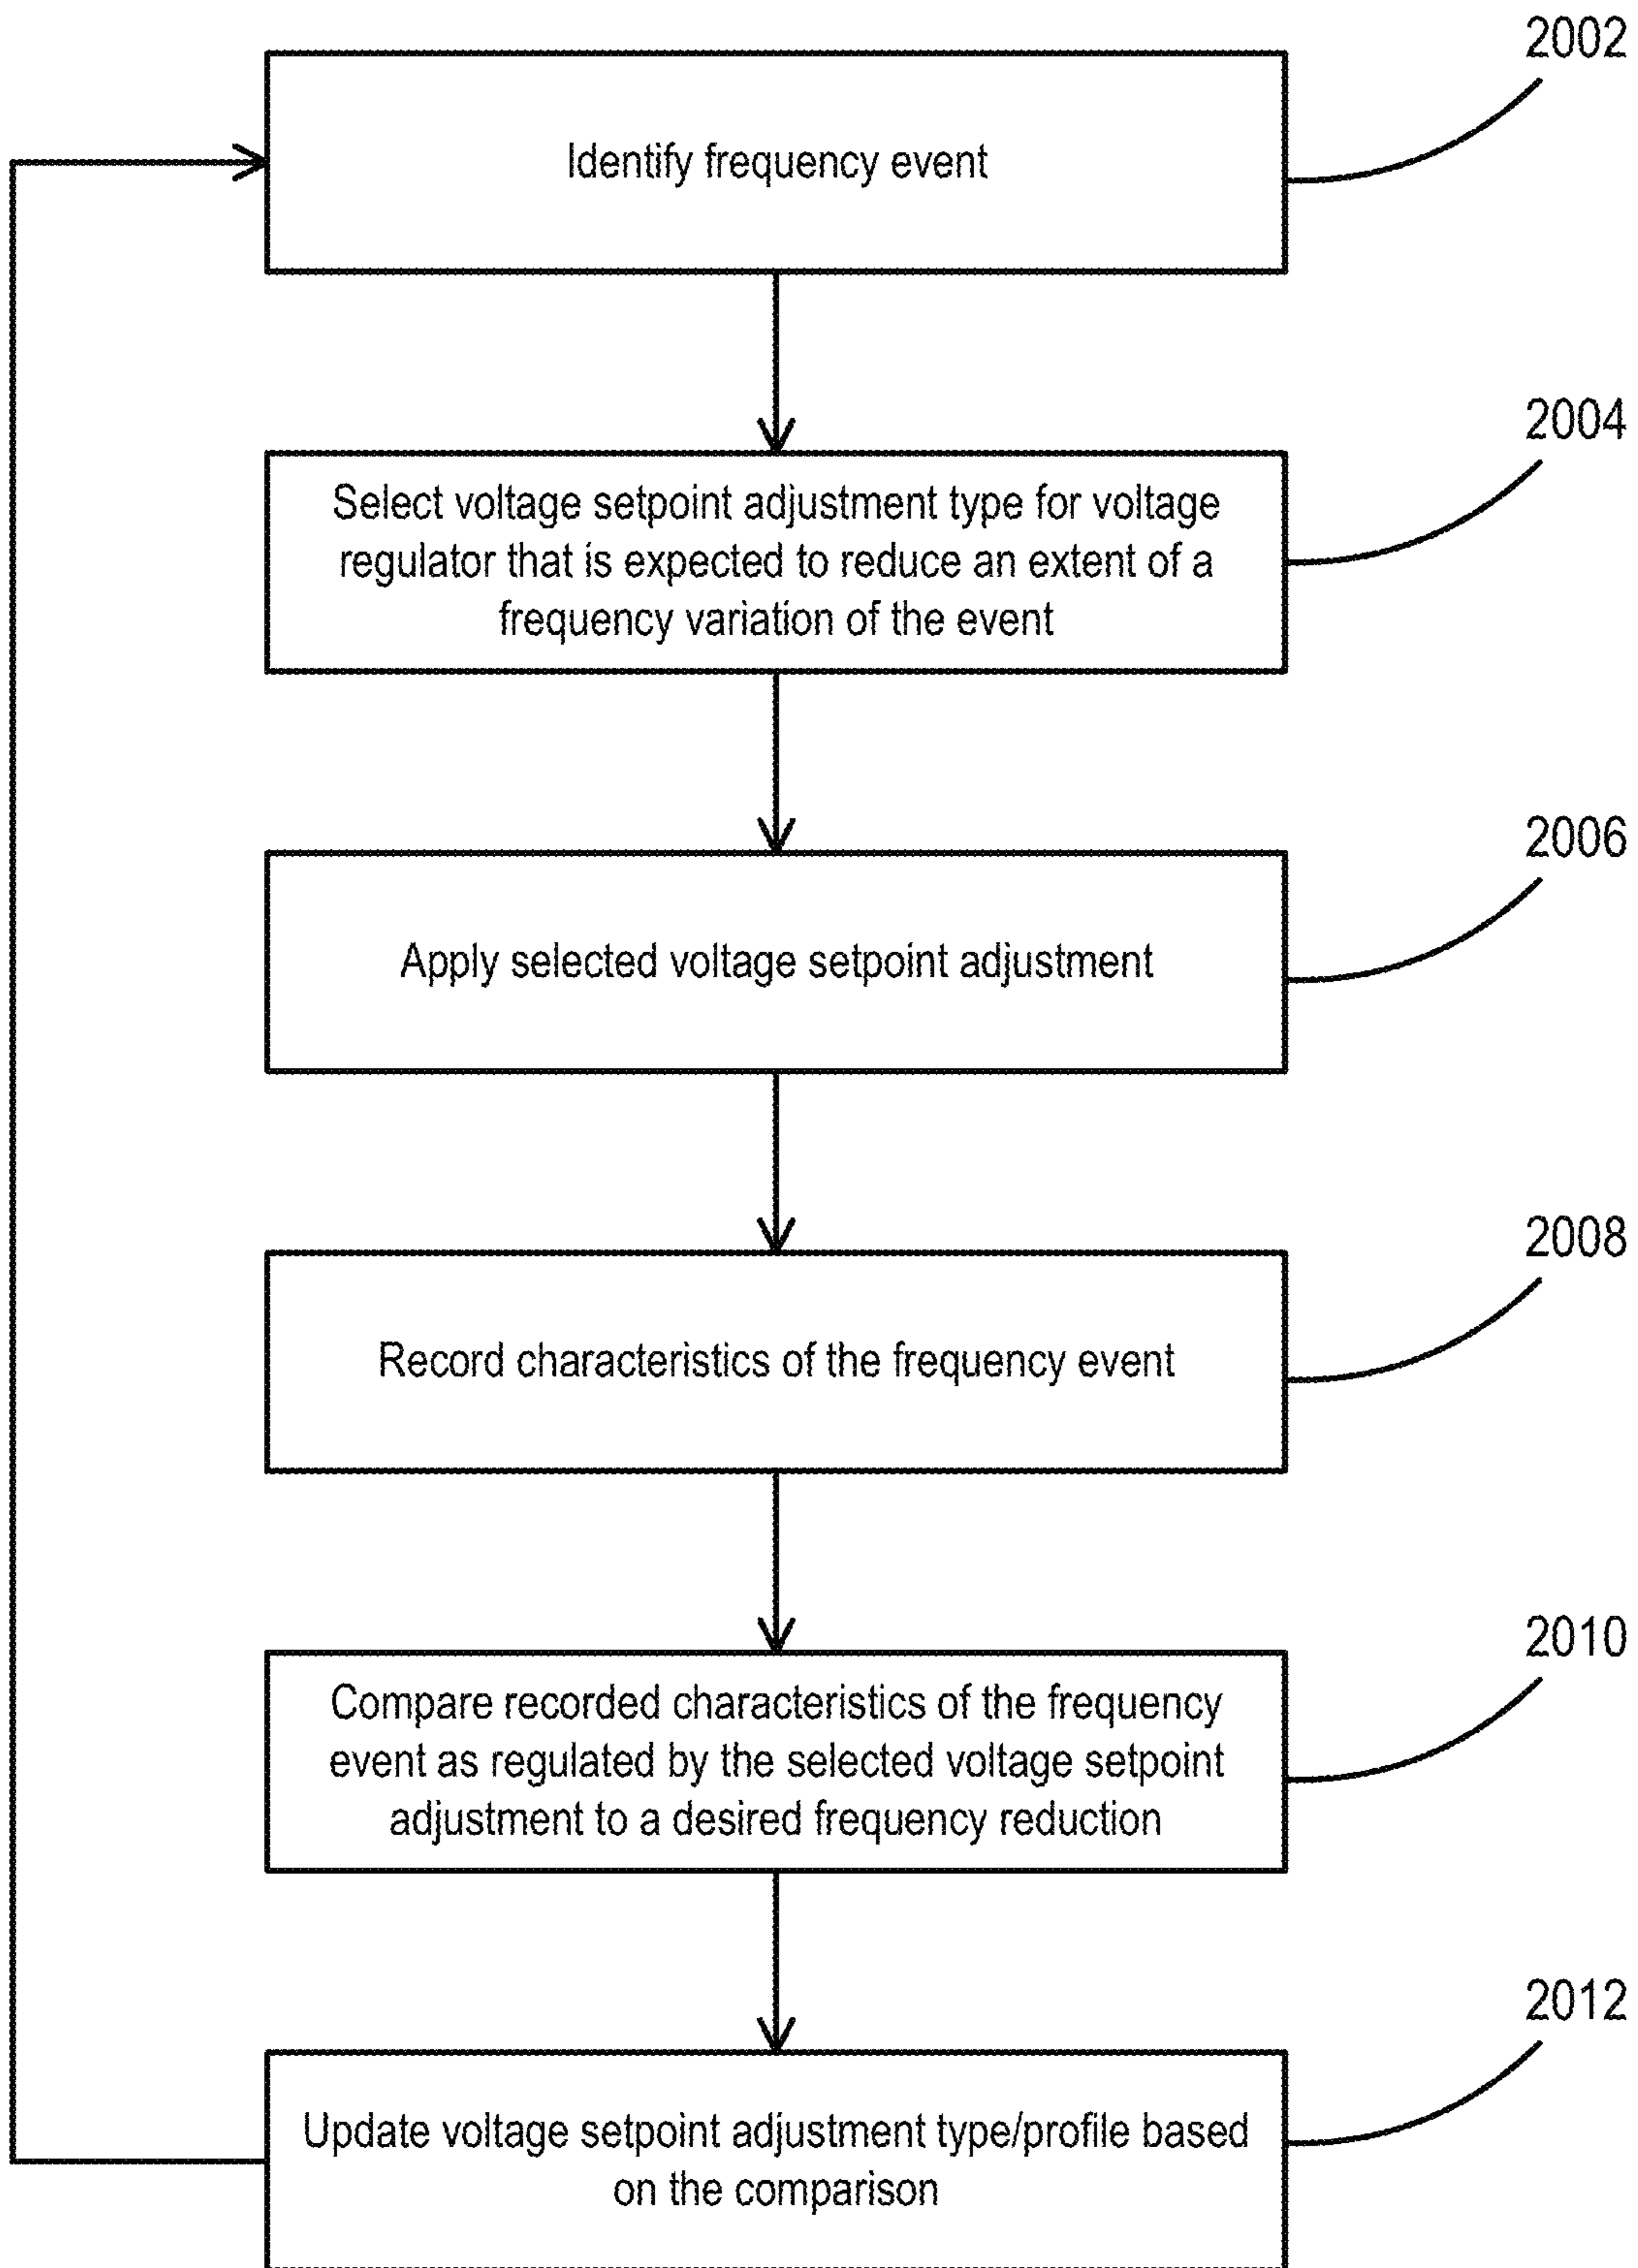 2002
Identify frequency event
2004
Select voltage setpoint adjustment type for voltage
regulator that is expected to reduce an extent of a
frequency variation of the event
2006
Apply selected voltage setpoint adjustment
2008
Record characteristics of the frequency event
2010
Compare recorded characteristics of the frequency
event as regulated by the selected voltage setpoint
adjustment to a desired frequency reduction
2012
Update voltage setpoint adjustment type/profile based
on the comparison